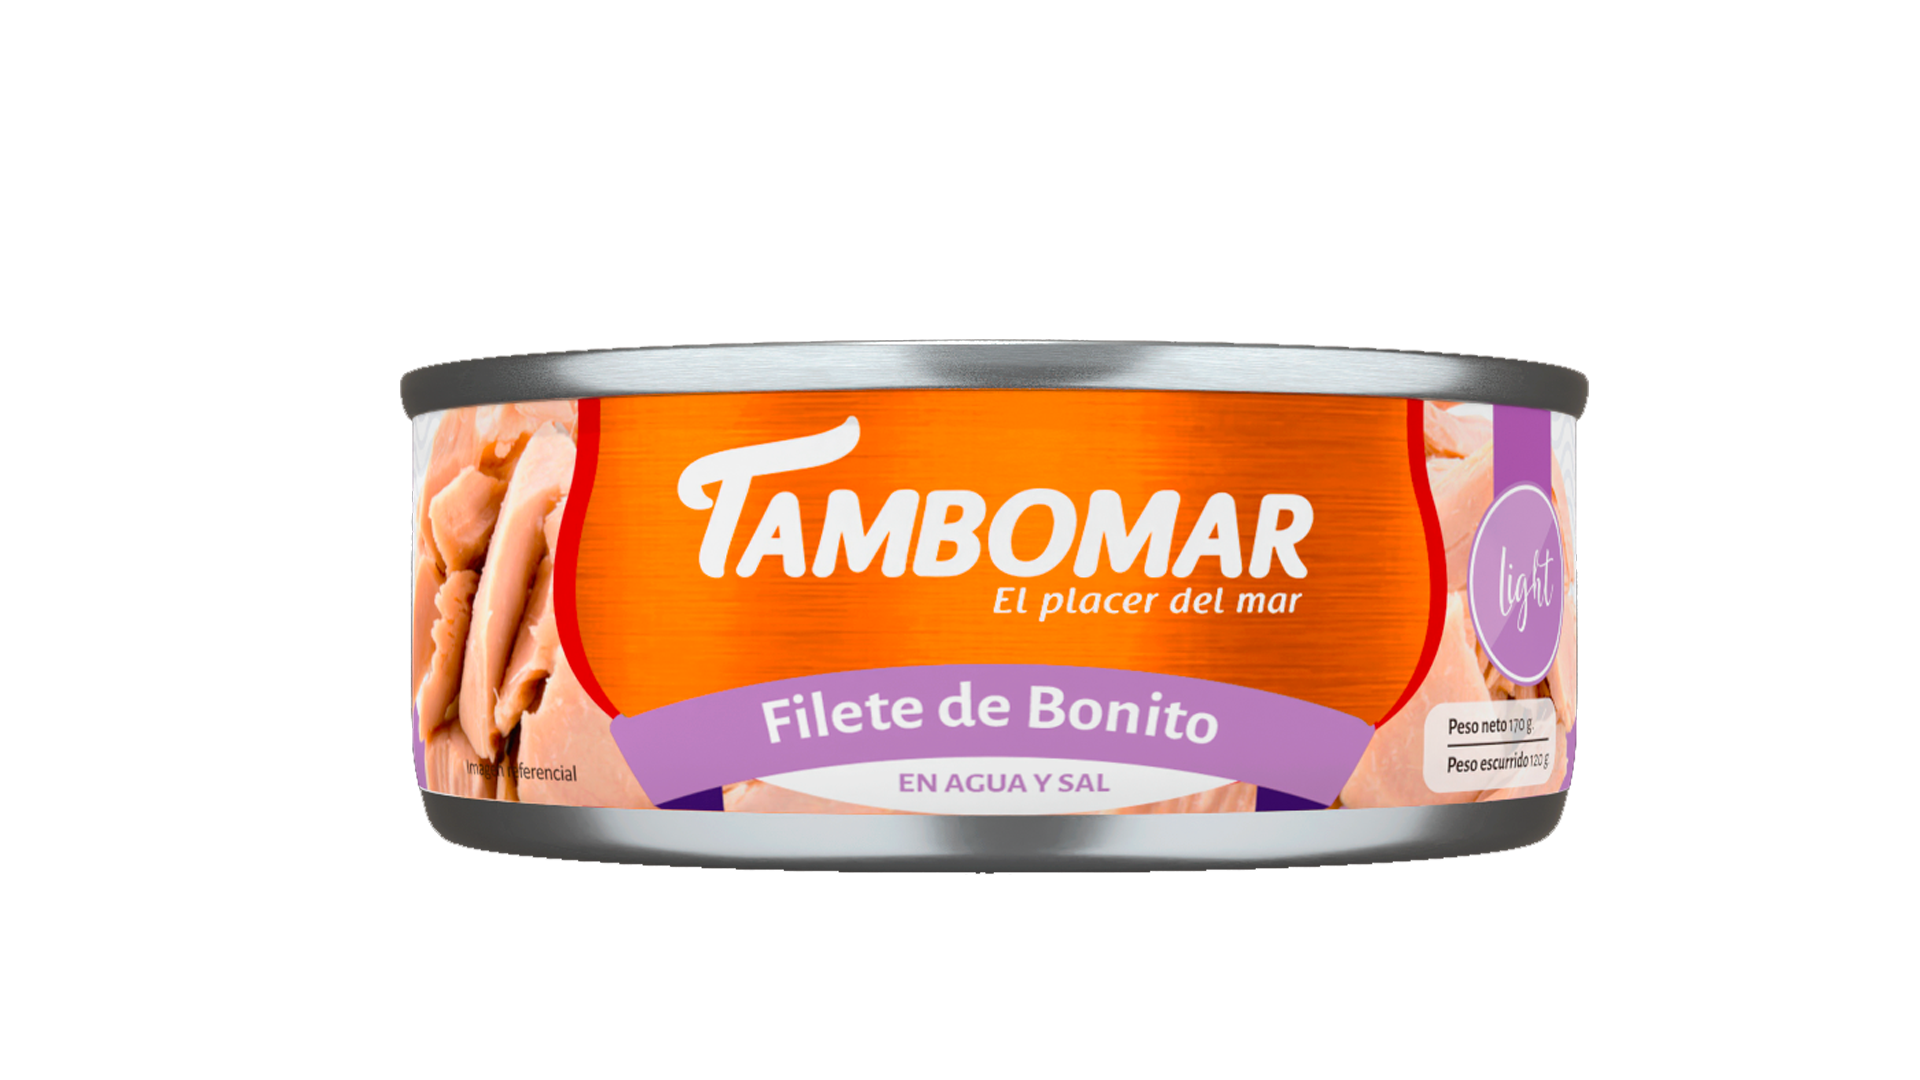 TAMBOMAR
El placer del mar
Filete de Bonito
EN AGUA Y SAL
light
Peso neto 170 g.
Peso escurrido 120 g
Imagen referencial